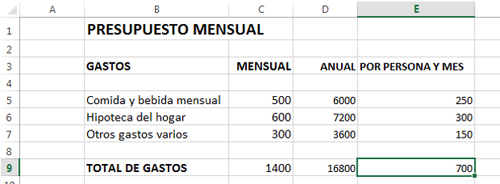 A B C D E
1 PRESUPUESTO MENSUAL
2
3 GASTOS MENSUAL ANUAL POR PERSONA Y MES
4
5 Comida y bebida mensual 500 6000 250
6 Hipoteca del hogar 600 7200 300
7 Otros gastos varios 300 3600 150
8
9 TOTAL DE GASTOS 1400 16800 700